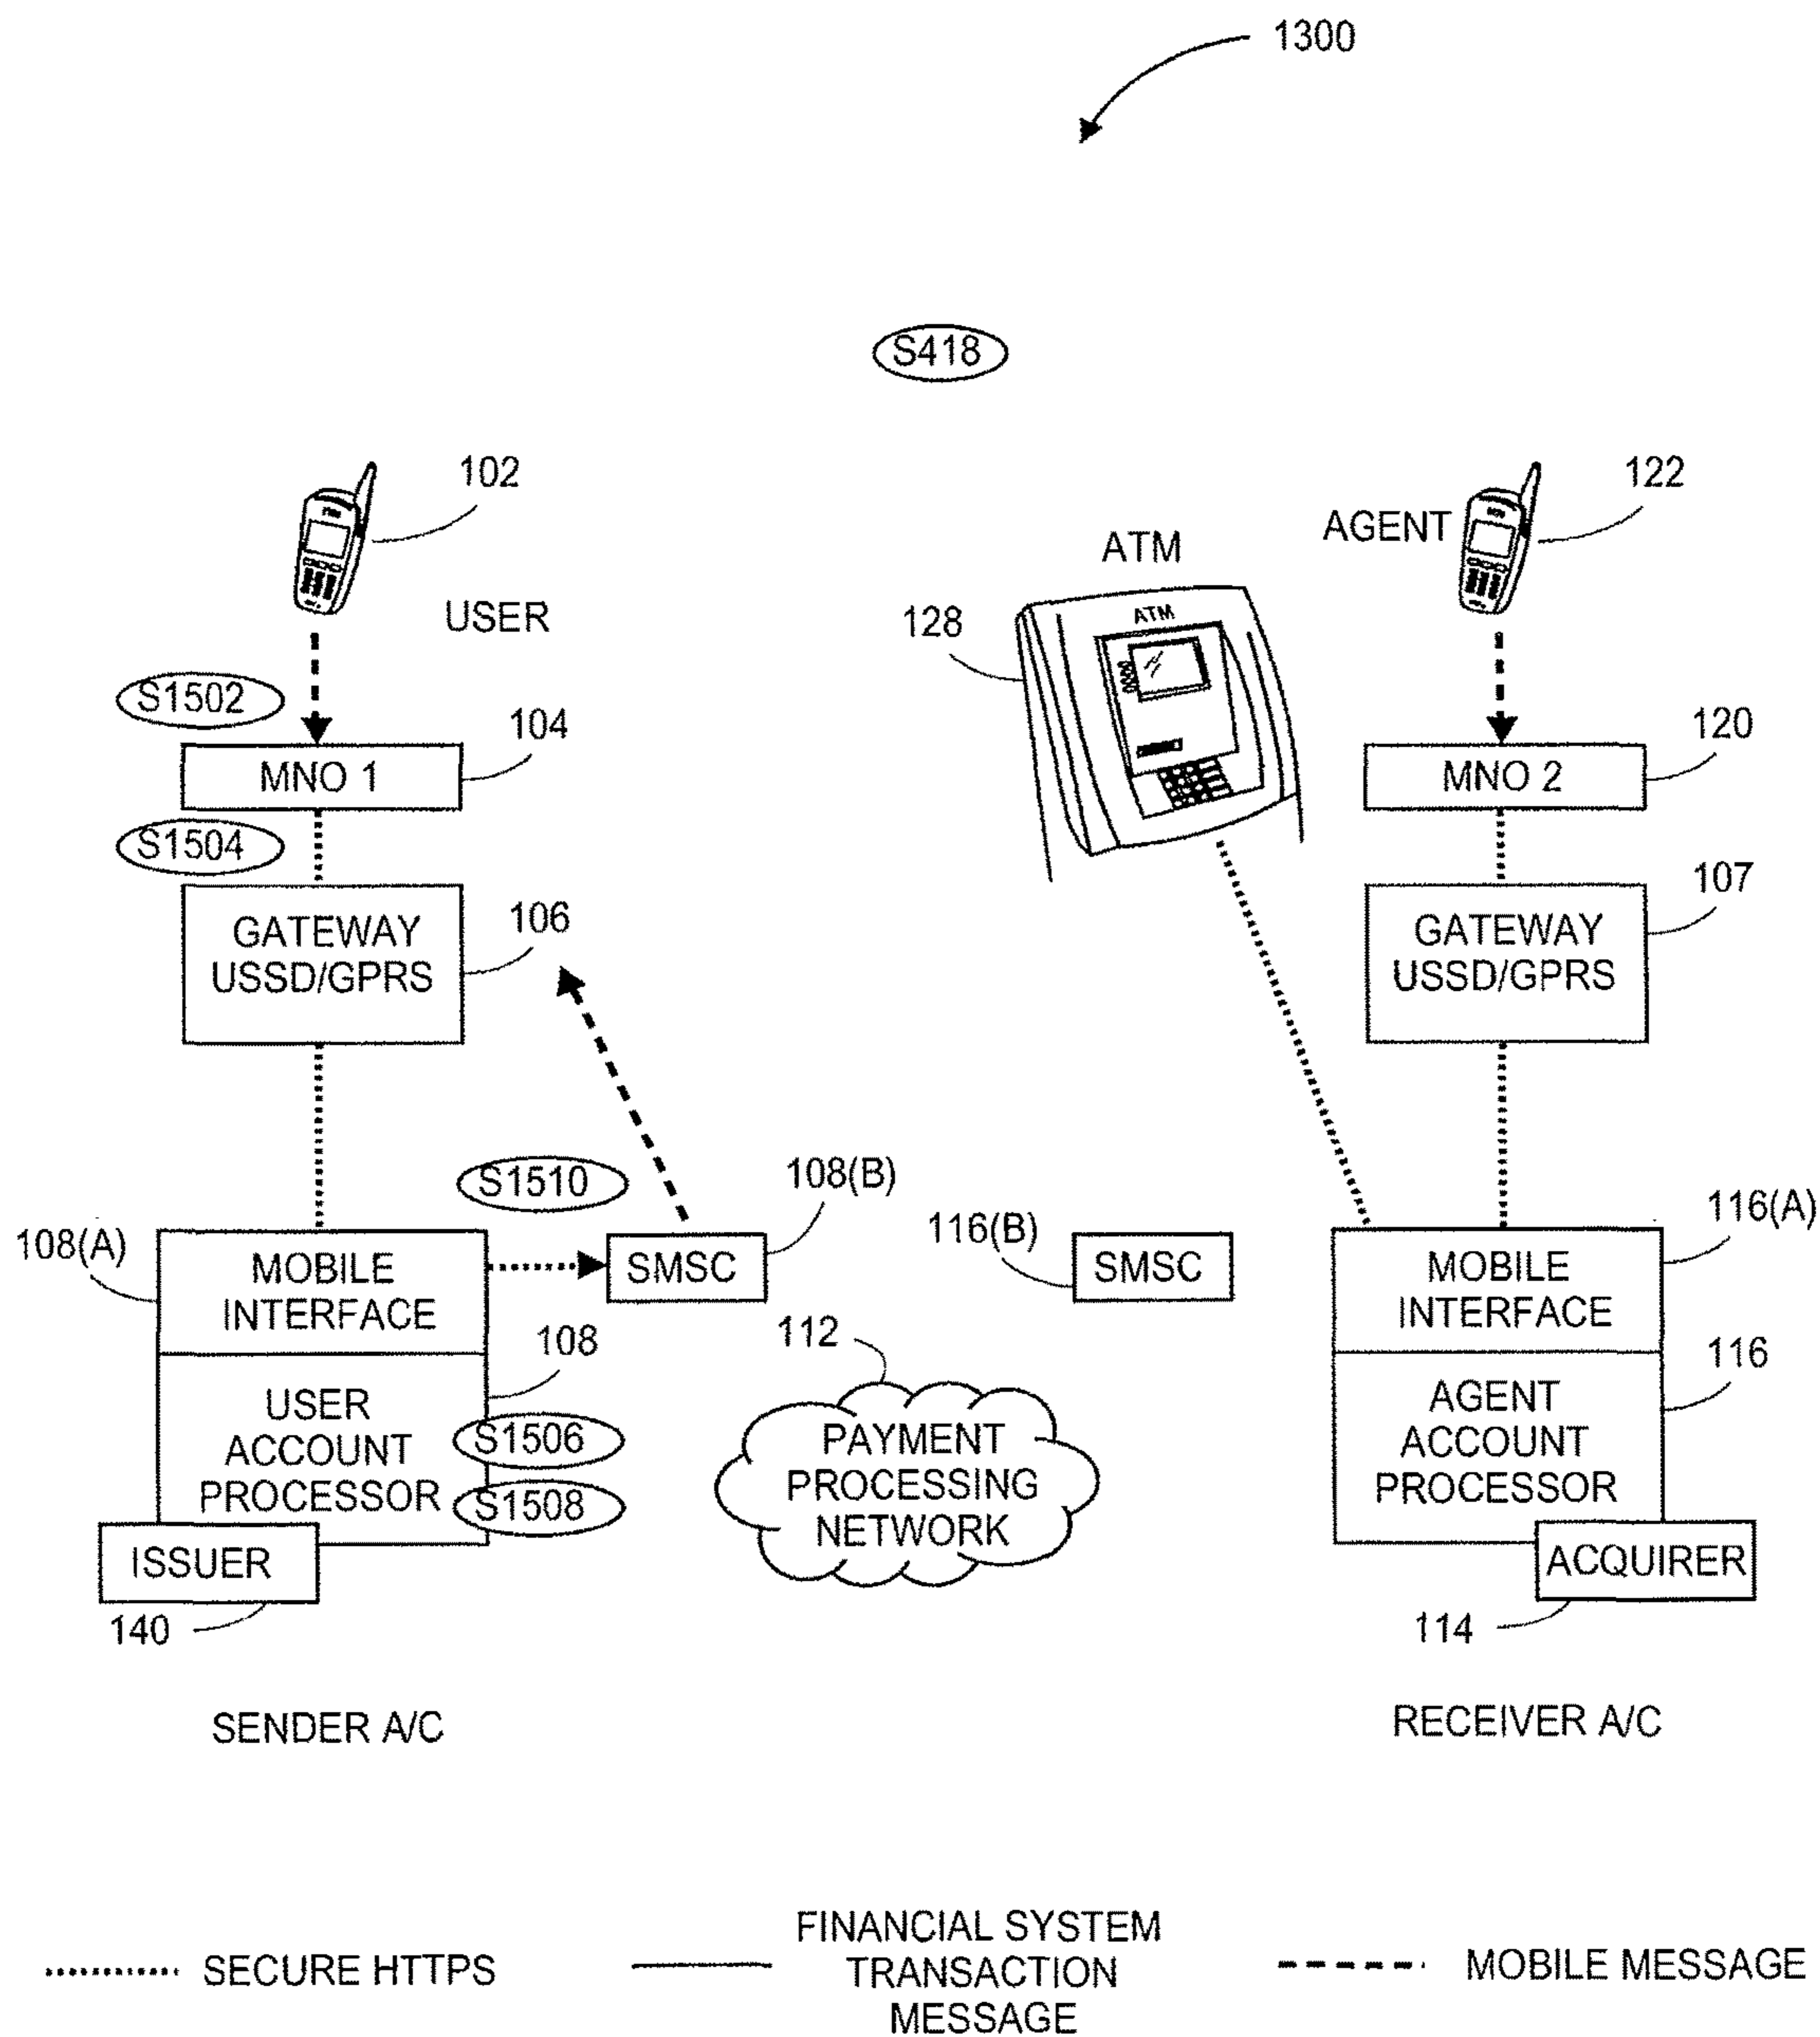 1300
S418
102
122
AGENT
ATM
USER
128
ATM
S1502
104
120
MNO 1
MNO 2
S1504
106
107
GATEWAY
USSD/GPRS
GATEWAY
USSD/GPRS
S1510
108(B)
108(A)
116(B)
116(A)
MOBILE
INTERFACE
SMSC
SMSC
MOBILE
INTERFACE
108
112
116
USER
ACCOUNT
PROCESSOR
S1506
S1508
PAYMENT
PROCESSING
NETWORK
AGENT
ACCOUNT
PROCESSOR
ISSUER
ACQUIRER
140
114
SENDER A/C
RECEIVER A/C
SECURE HTTPS
FINANCIAL SYSTEM
TRANSACTION
MESSAGE
MOBILE MESSAGE